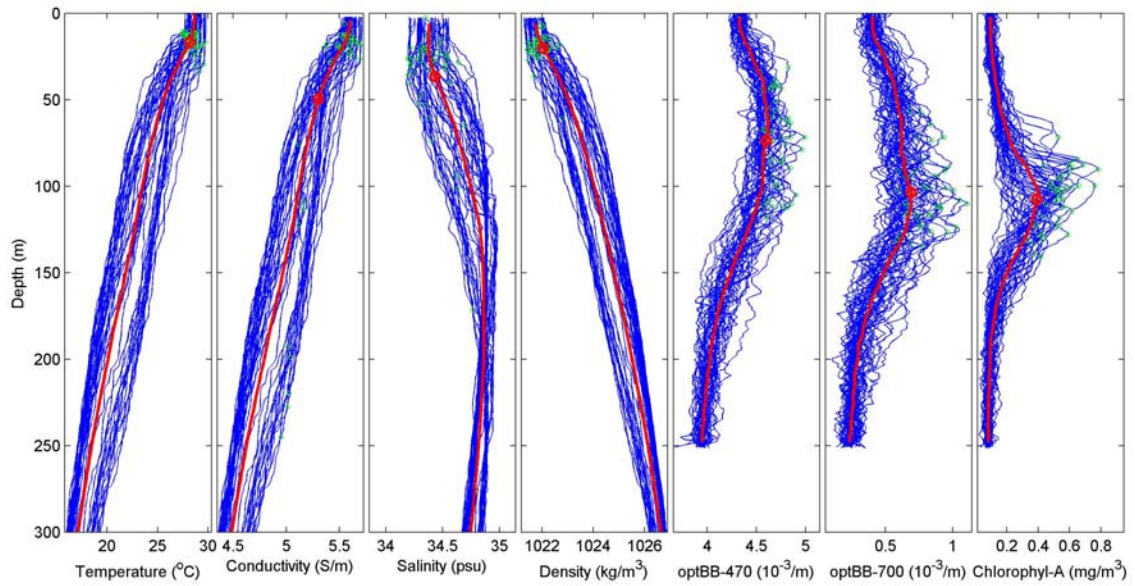 0
50
100
150
200
250
300
Depth (m)
20 25 30
Temperature (°C)
4.5 5 5.5
Conductivity (S/m)
34 34.5 35
Salinity (psu)
1022 1024 1026
Density (kg/m³)
4 4.5 5
optBB-470 (10⁻³/m)
0.5 1
optBB-700 (10⁻³/m)
0.2 0.4 0.6 0.8
Chlorophyl-A (mg/m³)